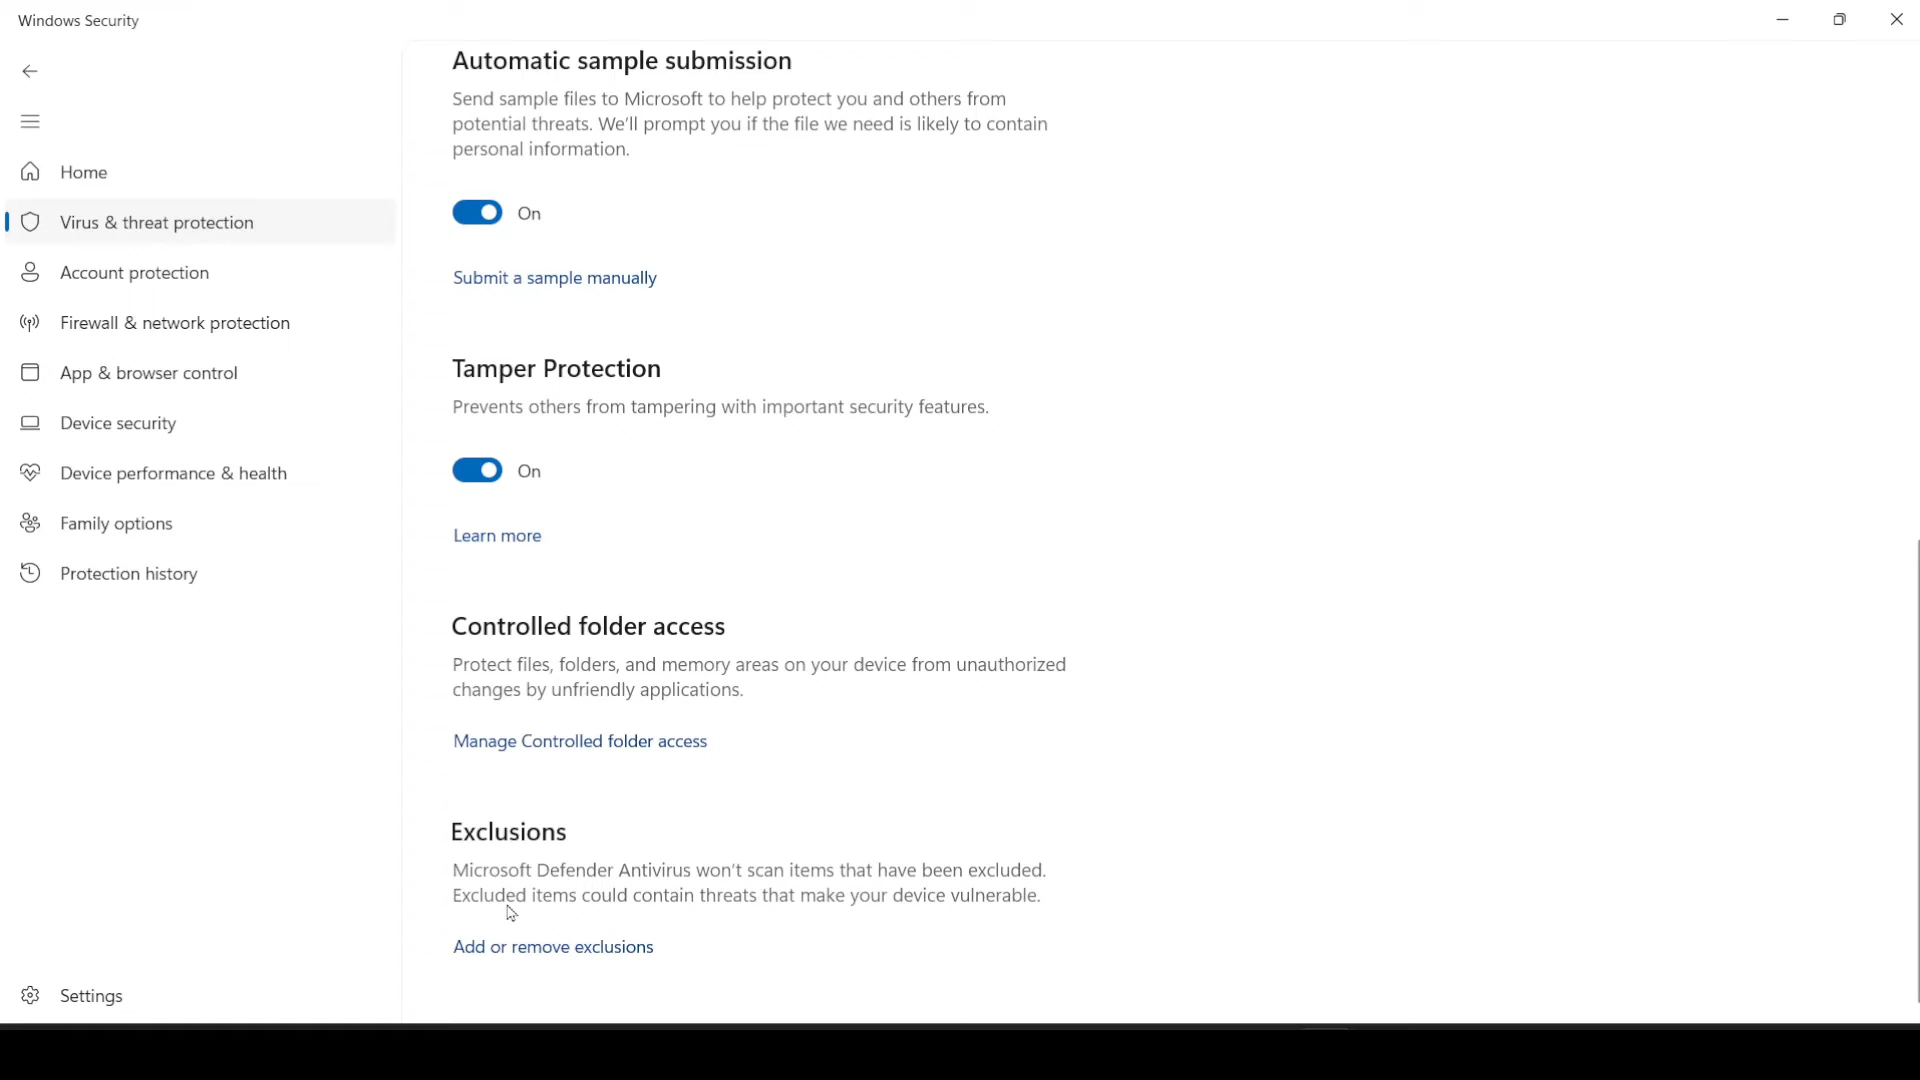 Windows Security
Home
Virus & threat protection
Account protection
Firewall & network protection
App & browser control
Device security
Device performance & health
Family options
Protection history
Settings
Automatic sample submission
Send sample files to Microsoft to help protect you and others from
potential threats. We'll prompt you if the file we need is likely to contain
personal information.
On
Submit a sample manually
Tamper Protection
Prevents others from tampering with important security features.
On
Learn more
Controlled folder access
Protect files, folders, and memory areas on your device from unauthorized
changes by unfriendly applications.
Manage Controlled folder access
Exclusions
Microsoft Defender Antivirus won't scan items that have been excluded.
Excluded items could contain threats that make your device vulnerable.
Add or remove exclusions